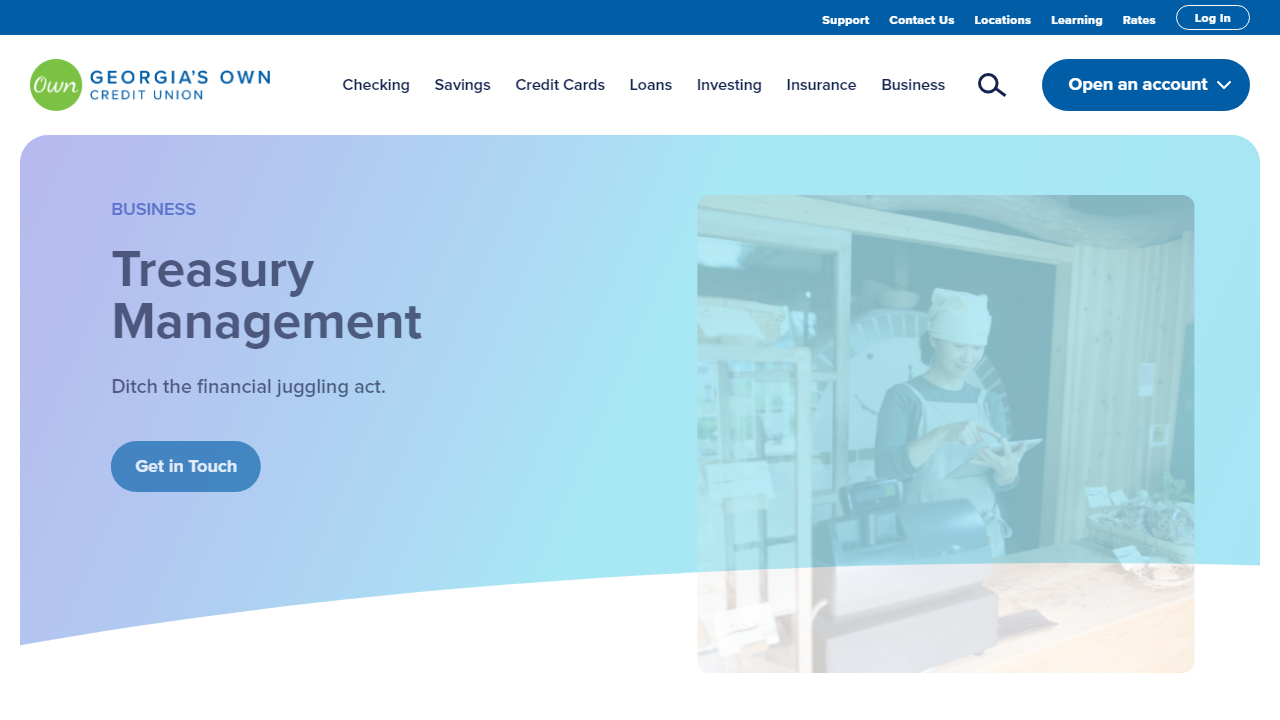 Support Contact Us Locations Learning Rates Log In
Own GEORGIA'S OWN
CREDIT UNION
Checking Savings Credit Cards Loans Investing Insurance Business Open an account
BUSINESS
Treasury
Management
Ditch the financial juggling act.
Get in Touch